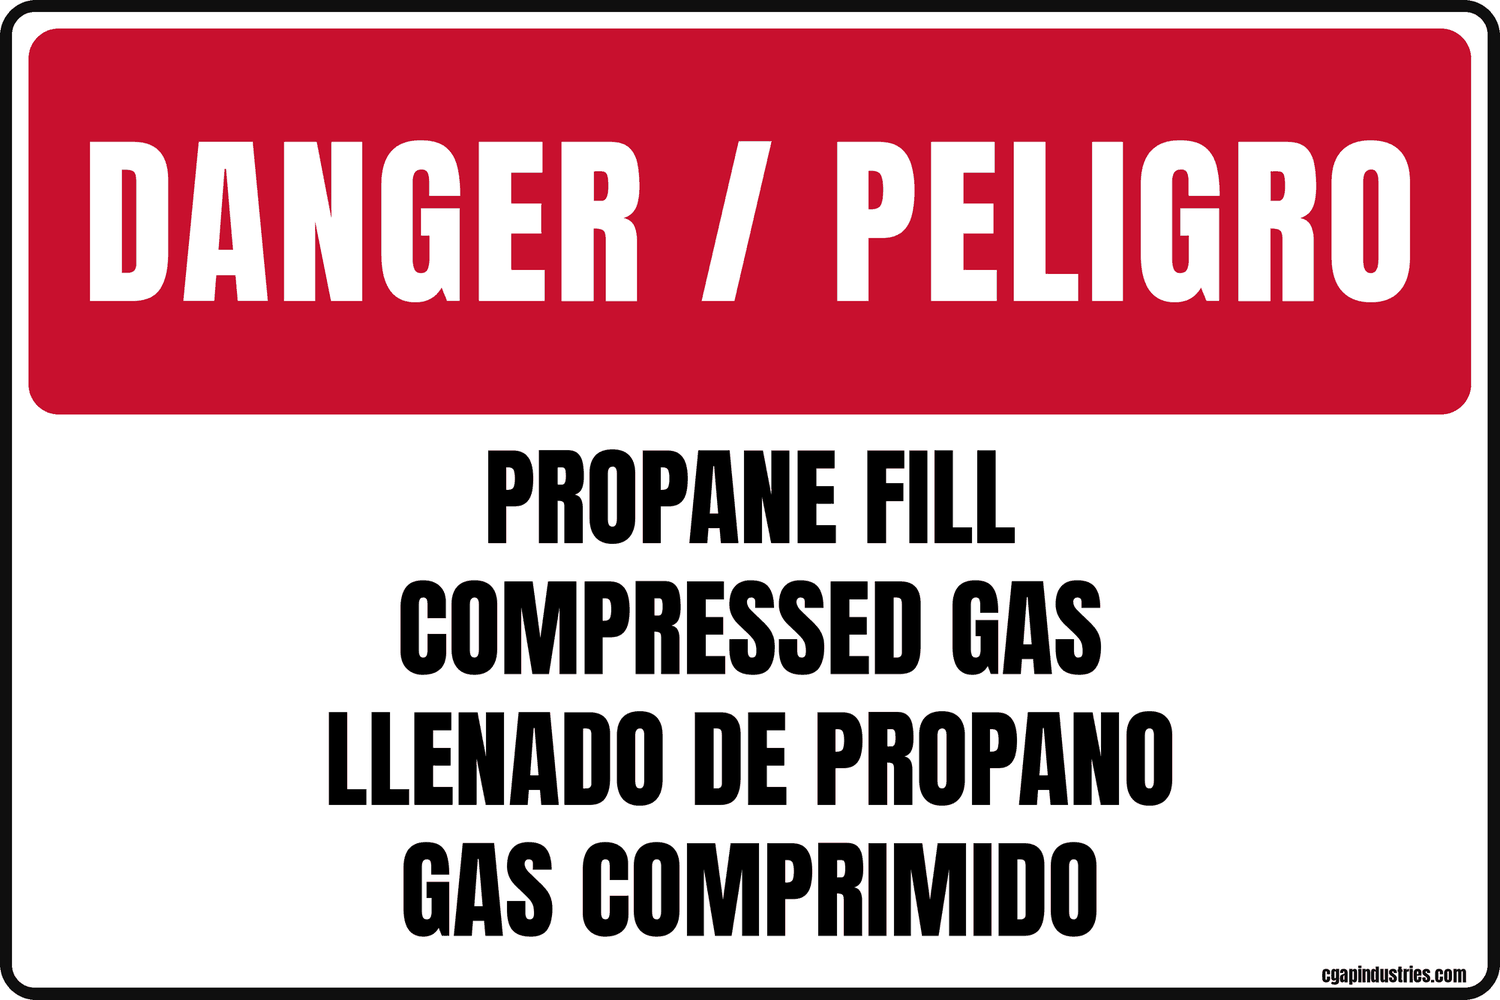 DANGER / PELIGRO
PROPANE FILL
COMPRESSED GAS
LLENADO DE PROPANO
GAS COMPRIMIDO
cgapindustries.com